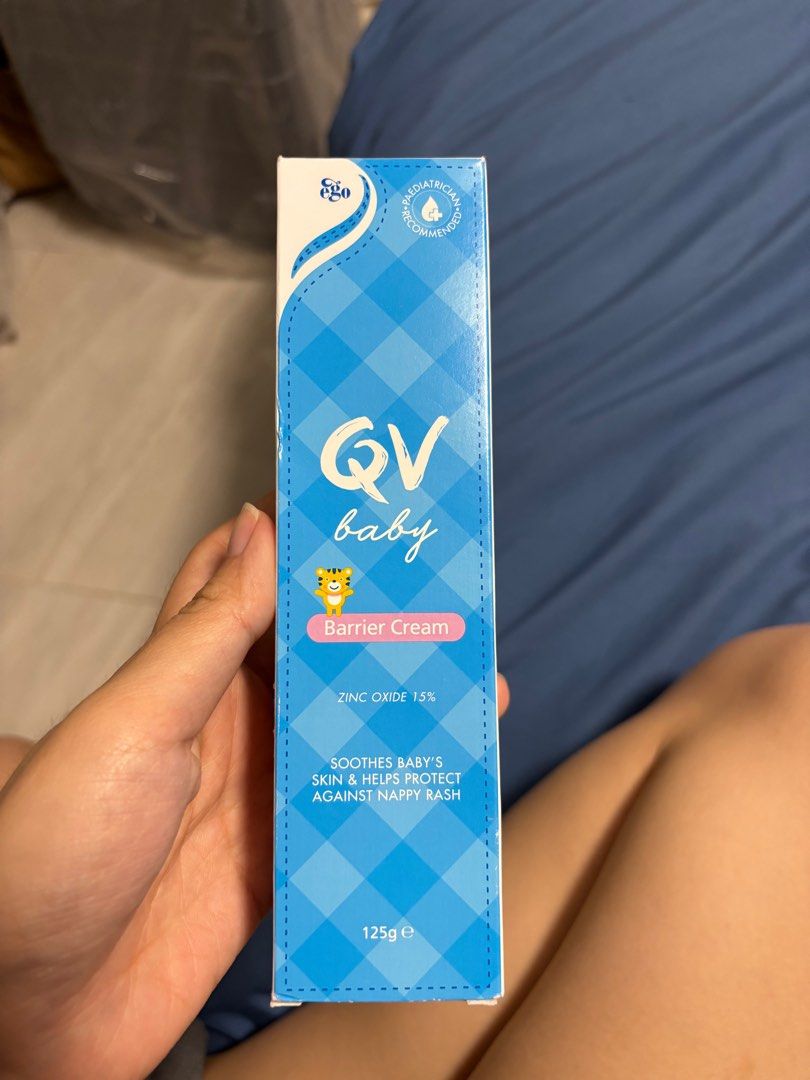 ego
PAEDIATRICIAN
RECOMMENDED
QV
baby
Barrier Cream
ZINC OXIDE 15%
SOOTHES BABY'S
SKIN & HELPS PROTECT
AGAINST NAPPY RASH
125g ℮